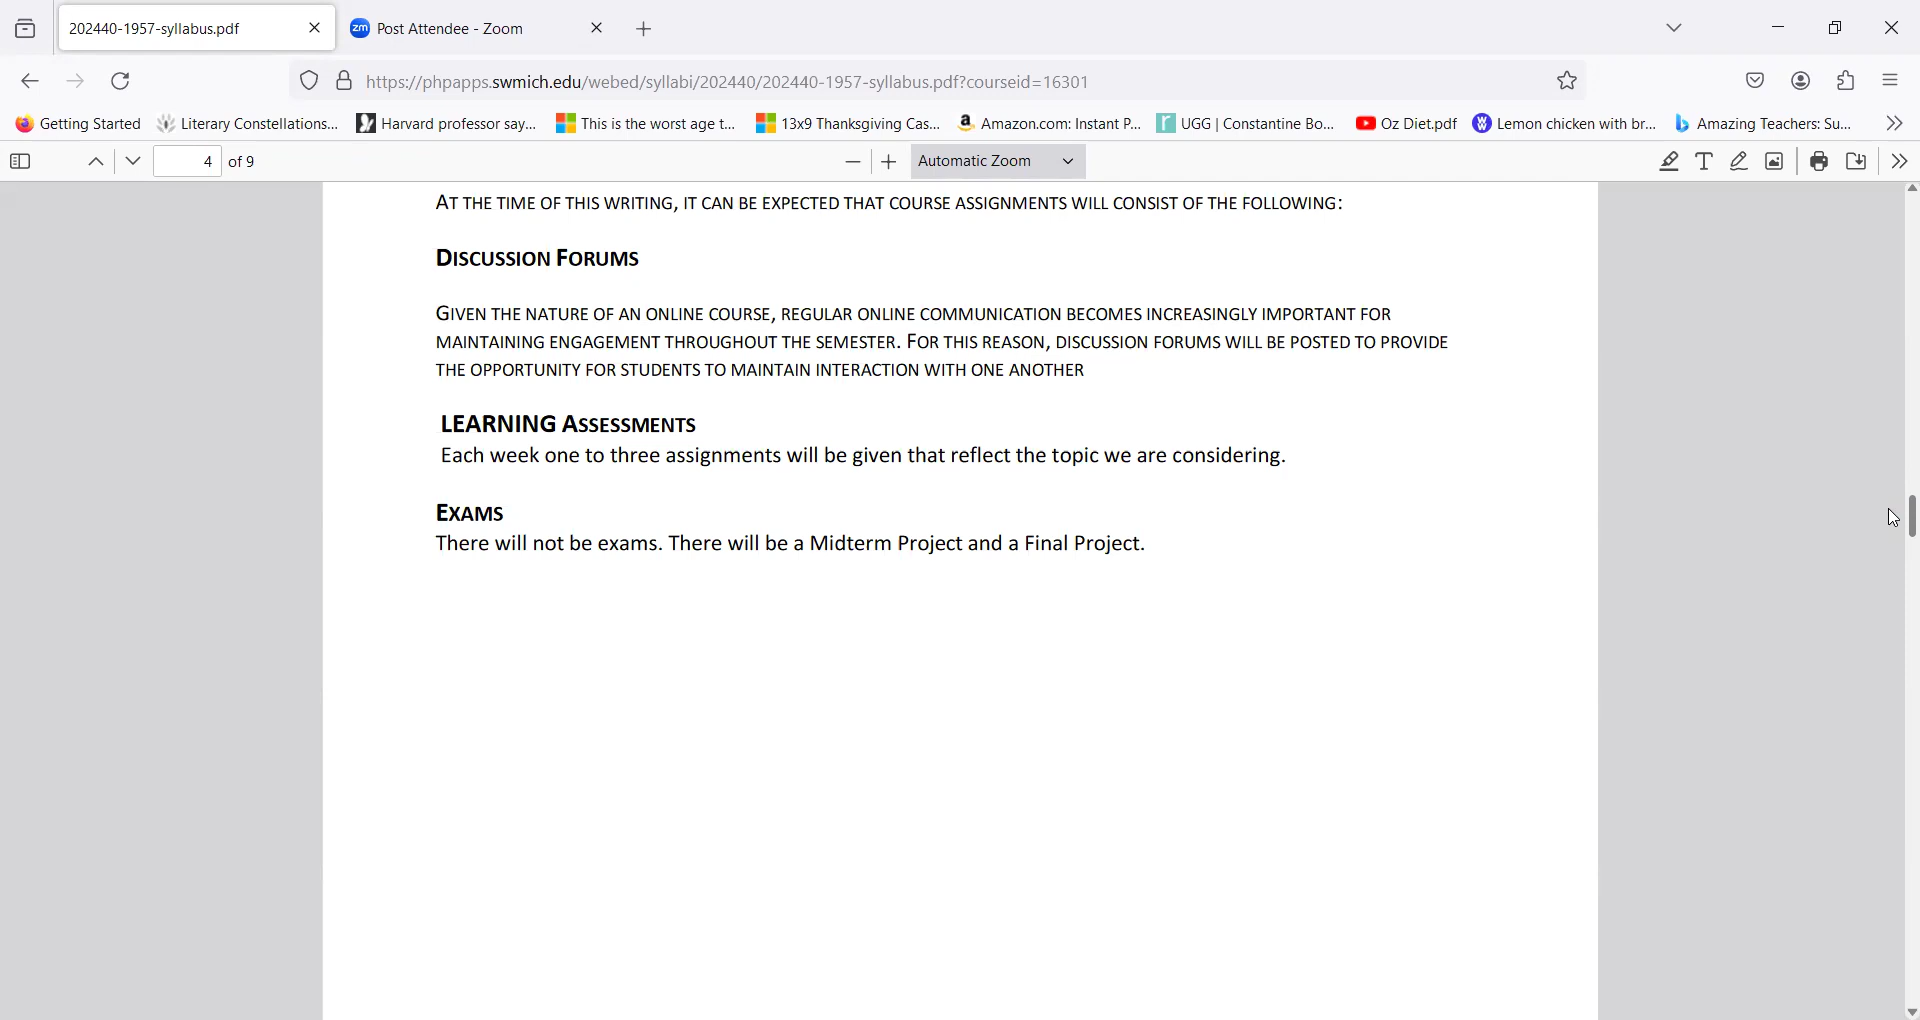 202440-1957-syllabus.pdf
zm Post Attendee - Zoom
https://phpapps.swmich.edu/webed/syllabi/202440/202440-1957-syllabus.pdf?courseid=16301
Getting Started Literary Constellations... Harvard professor say... This is the worst age t... 13x9 Thanksgiving Cas... Amazon.com: Instant P... UGG | Constantine Bo... Oz Diet.pdf Lemon chicken with br... Amazing Teachers: Su...
4 of 9 Automatic Zoom
AT THE TIME OF THIS WRITING, IT CAN BE EXPECTED THAT COURSE ASSIGNMENTS WILL CONSIST OF THE FOLLOWING:
DISCUSSION FORUMS
GIVEN THE NATURE OF AN ONLINE COURSE, REGULAR ONLINE COMMUNICATION BECOMES INCREASINGLY IMPORTANT FOR
MAINTAINING ENGAGEMENT THROUGHOUT THE SEMESTER. FOR THIS REASON, DISCUSSION FORUMS WILL BE POSTED TO PROVIDE
THE OPPORTUNITY FOR STUDENTS TO MAINTAIN INTERACTION WITH ONE ANOTHER
LEARNING ASSESSMENTS
Each week one to three assignments will be given that reflect the topic we are considering.
EXAMS
There will not be exams. There will be a Midterm Project and a Final Project.